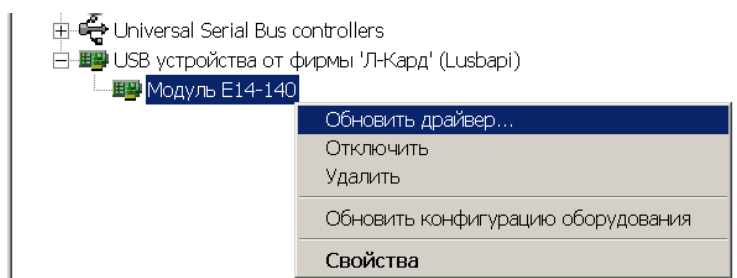 Universal Serial Bus controllers
USB устройства от фирмы 'Л-Кард' (Lusbapi)
Модуль E14-140
Обновить драйвер...
Отключить
Удалить
Обновить конфигурацию оборудования
Свойства